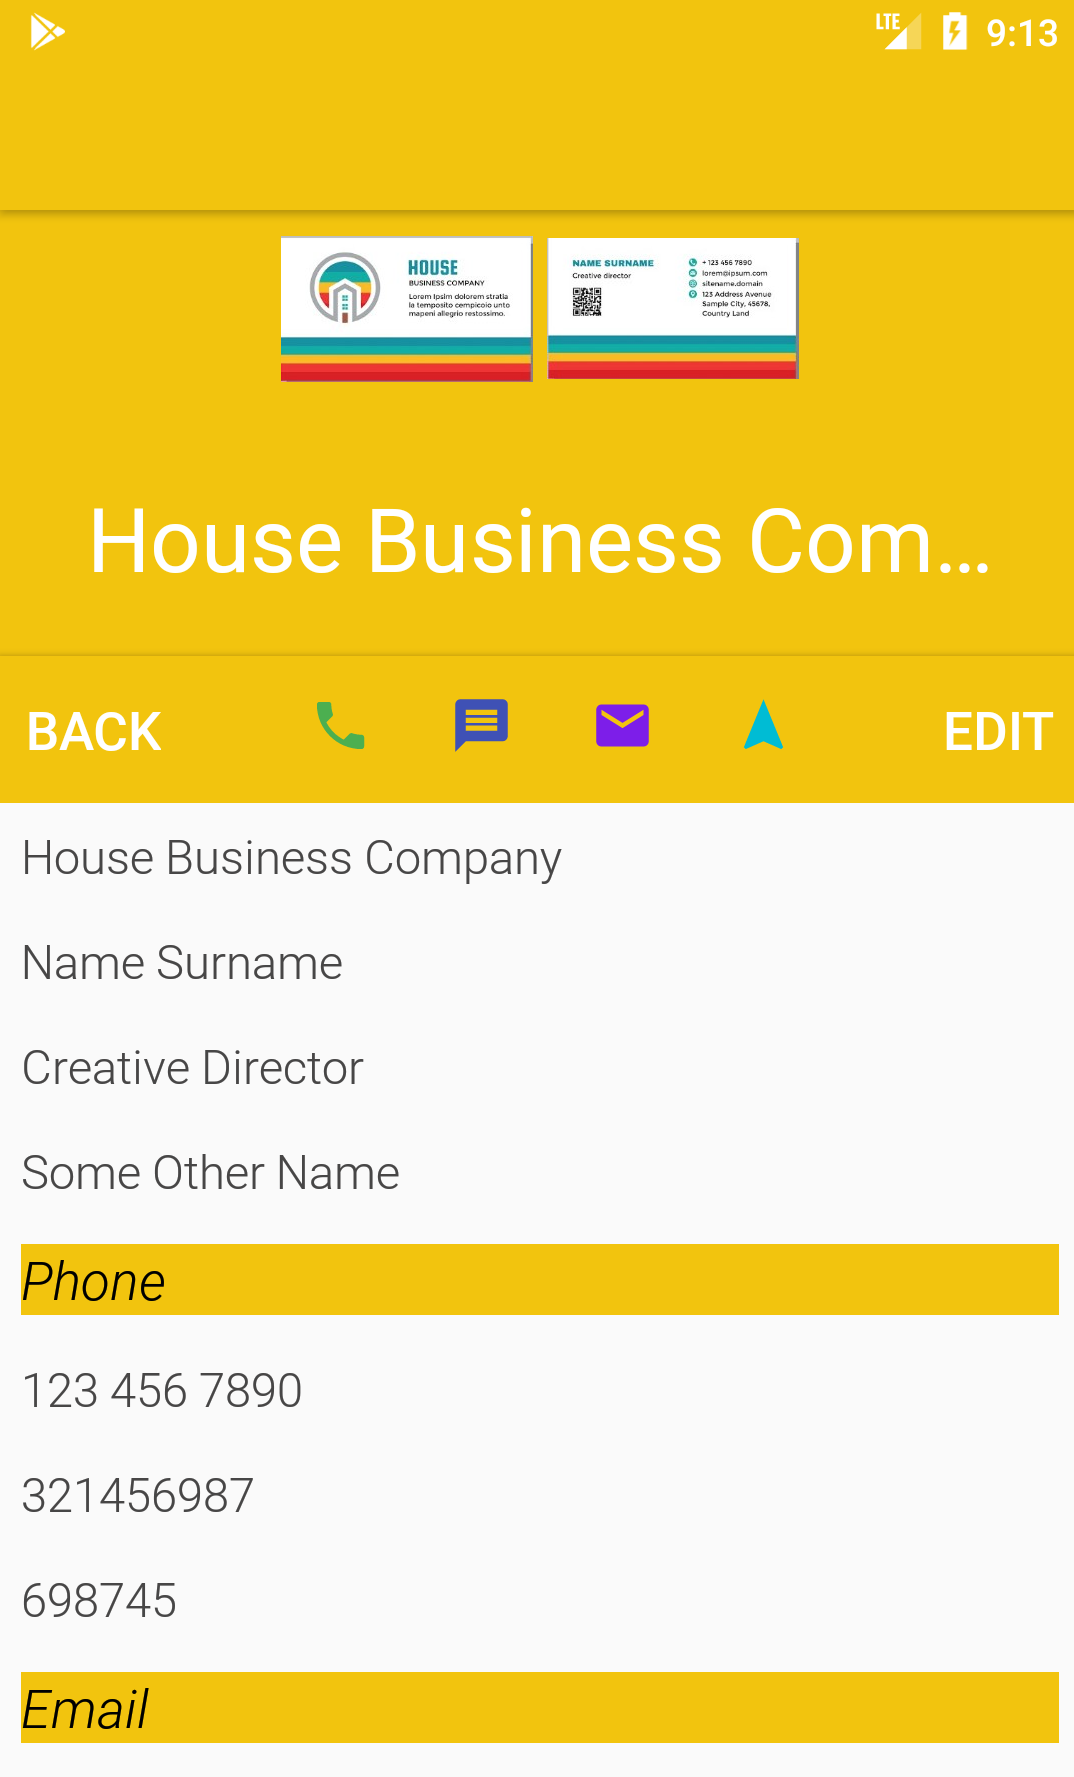 LTE 9:13
HOUSE
BUSINESS COMPANY
Lorem ipsim dolorem stratia
la temposito cempicoio unto
mapeni allegrio restossimo.
NAME SURNAME
Creative director
+ 123 456 7890
lorem@ipsum.com
sitename.domain
123 Address Avenue
Sample City, 45678,
Country Land
House Business Com...
BACK
EDIT
House Business Company
Name Surname
Creative Director
Some Other Name
Phone
123 456 7890
321456987
698745
Email